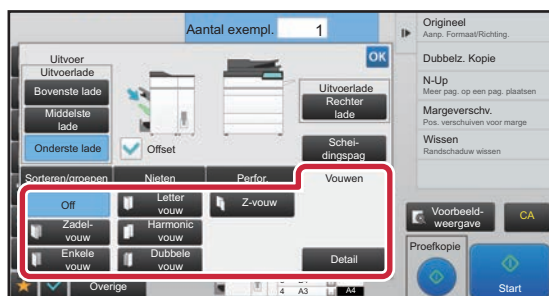 Aantal exempl. 1
Uitvoer
OK
Uitvoerlade
Bovenste lade
Middelste
lade
Onderste lade
Offset
Uitvoerlade
Rechter
lade
Schei-
dingspag
Sorteren/groepen
Nieten
Perfor.
Vouwen
Off
Letter
vouw
Z-vouw
Zadel-
vouw
Harmonic
vouw
Enkele
vouw
Dubbele
vouw
Detail
Overige
4 A3
A4
Origineel
Aanp. Formaat/Richting.
Dubbelz. Kopie
N-Up
Meer pag. op een pag. plaatsen
Margeverschv.
Pos. verschuiven voor marge
Wissen
Randschaduw wissen
Voorbeeld-
weergave
CA
Proefkopie
Start